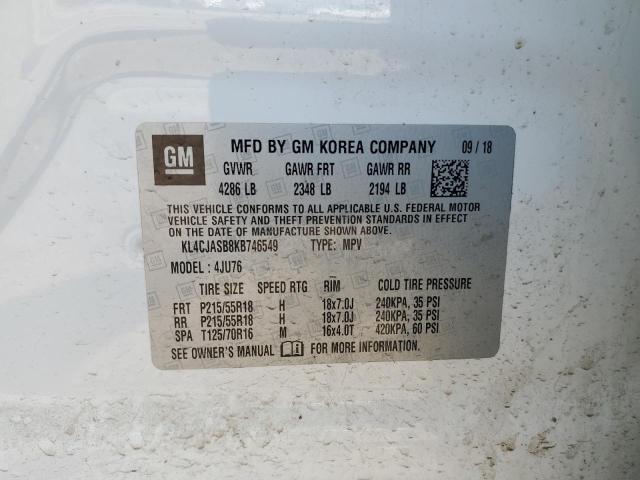 GM
MFD BY GM KOREA COMPANY 09/18
GVWR GAWR FRT GAWR RR
4286 LB 2348 LB 2194 LB
THIS VEHICLE CONFORMS TO ALL APPLICABLE U.S. FEDERAL MOTOR
VEHICLE SAFETY AND THEFT PREVENTION STANDARDS IN EFFECT
ON THE DATE OF MANUFACTURE SHOWN ABOVE.
KL4CJASB8KB746549 TYPE: MPV
MODEL : 4JU76
TIRE SIZE SPEED RTG RIM COLD TIRE PRESSURE
FRT P215/55R18 H 18x7.0J 240KPA, 35 PSI
RR P215/55R18 H 18x7.0J 240KPA, 35 PSI
SPA T125/70R16 M 16x4.0T 420KPA, 60 PSI
SEE OWNER'S MANUAL FOR MORE INFORMATION.